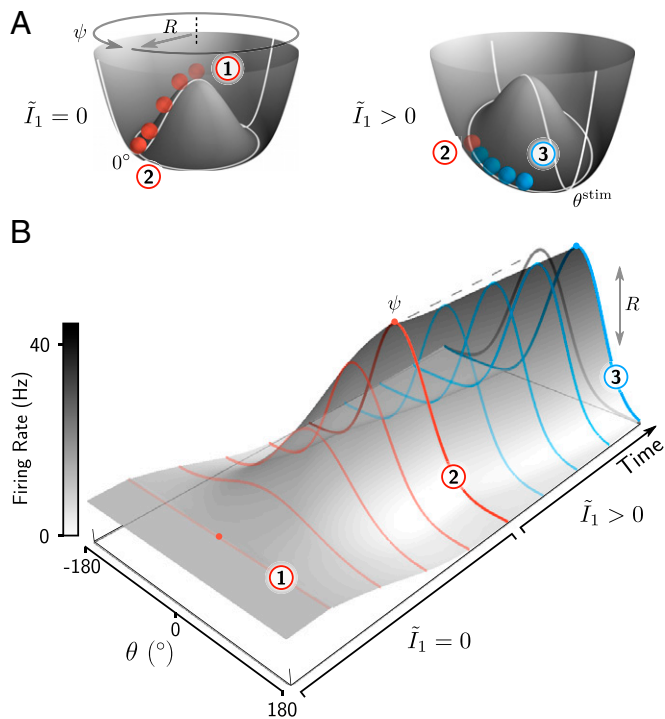 A
ψ
R
1
Ĩ₁ = 0
0°
2
Ĩ₁ > 0
2
3
θ^stim
B
ψ
R
Firing Rate (Hz)
40
0
3
2
1
Time
Ĩ₁ > 0
Ĩ₁ = 0
-180
0
180
θ (°)